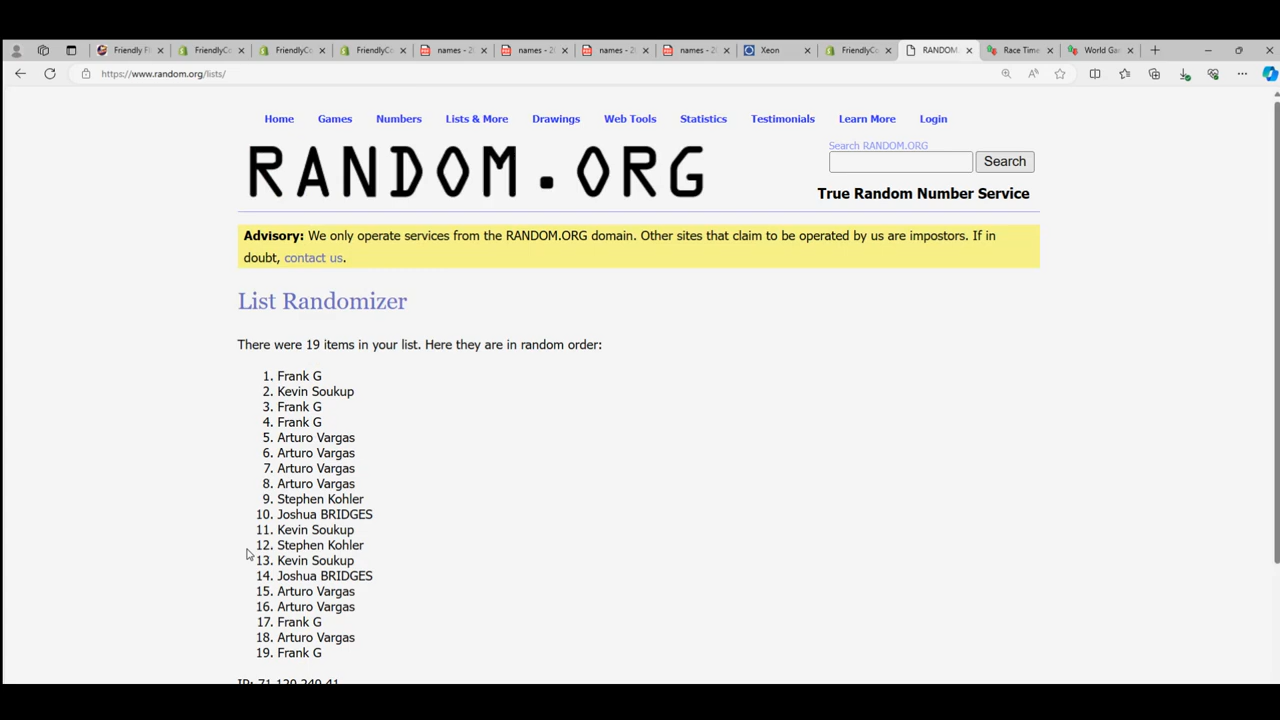 Friendly Fl
FriendlyCo
FriendlyCo
FriendlyCo
names - 2
names - 2
names - 2
names - 2
Xeon
FriendlyCo
RANDOM.
Race Time
World Ga
https://www.random.org/lists/
Home Games Numbers Lists & More Drawings Web Tools Statistics Testimonials Learn More Login
RANDOM.ORG
Search RANDOM.ORG
Search
True Random Number Service
Advisory: We only operate services from the RANDOM.ORG domain. Other sites that claim to be operated by us are impostors. If in
doubt, contact us.
List Randomizer
There were 19 items in your list. Here they are in random order:
1. Frank G
2. Kevin Soukup
3. Frank G
4. Frank G
5. Arturo Vargas
6. Arturo Vargas
7. Arturo Vargas
8. Arturo Vargas
9. Stephen Kohler
10. Joshua BRIDGES
11. Kevin Soukup
12. Stephen Kohler
13. Kevin Soukup
14. Joshua BRIDGES
15. Arturo Vargas
16. Arturo Vargas
17. Frank G
18. Arturo Vargas
19. Frank G